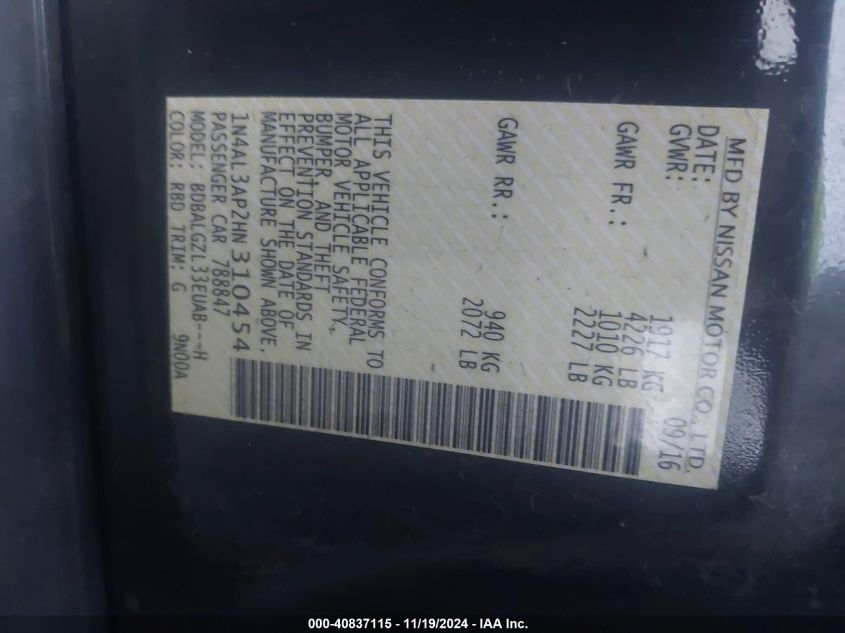 MFD BY NISSAN MOTOR CO., LTD.
DATE: 09/16
GVWR: 1917 KG
4226 LB
GAWR FR.: 1010 KG
2227 LB
GAWR RR.: 940 KG
2072 LB
THIS VEHICLE CONFORMS TO
ALL APPLICABLE FEDERAL
MOTOR VEHICLE SAFETY,
BUMPER, AND THEFT
PREVENTION STANDARDS IN
EFFECT ON THE DATE OF
MANUFACTURE SHOWN ABOVE.
1N4AL3AP2HN310454
PASSENGER CAR 788847
MODEL: BDBALGZL33EUAB---H
COLOR: RBD TRIM: G 9N00A
000-40837115 - 11/19/2024 - IAA Inc.